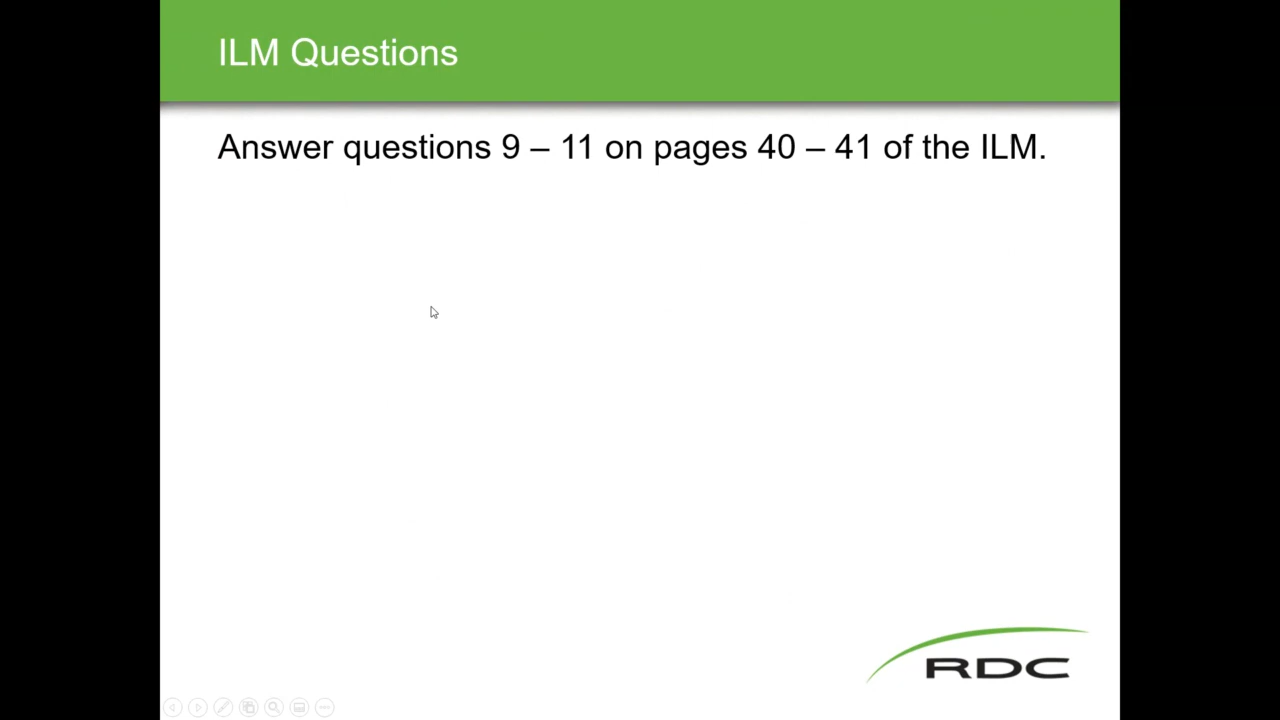 ILM Questions
Answer questions 9 – 11 on pages 40 – 41 of the ILM.
RDC